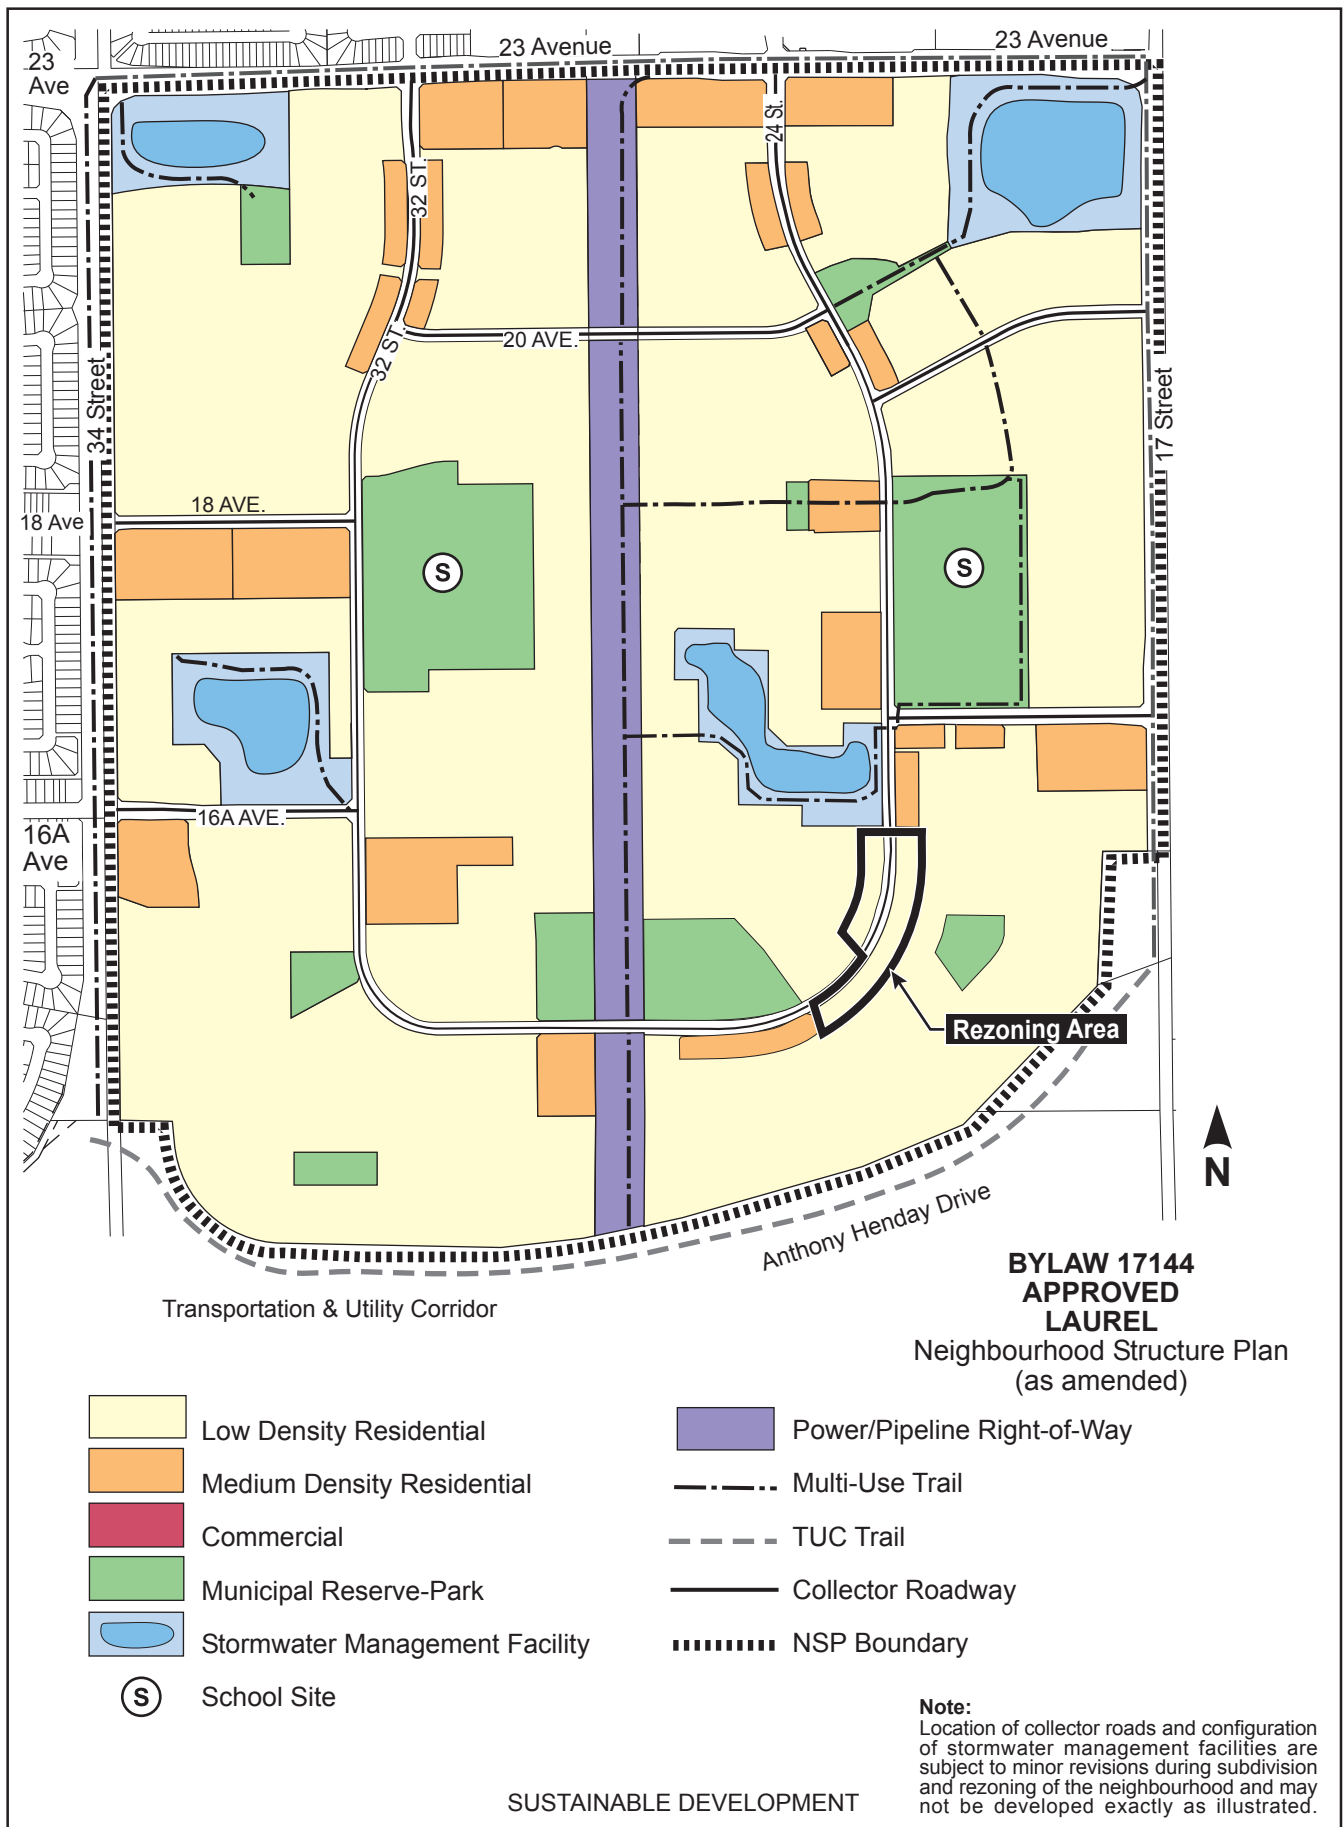 23 Avenue
23 Avenue
23
Ave
24 St.
32 ST.
32 ST.
20 AVE.
34 Street
17 Street
18 AVE.
18 Ave
S
S
16A AVE.
16A
Ave
Rezoning Area
N
Anthony Henday Drive
Transportation & Utility Corridor
BYLAW 17144
APPROVED
LAUREL
Neighbourhood Structure Plan
(as amended)
Low Density Residential
Medium Density Residential
Commercial
Municipal Reserve-Park
Stormwater Management Facility
S School Site
Power/Pipeline Right-of-Way
Multi-Use Trail
TUC Trail
Collector Roadway
NSP Boundary
Note:
Location of collector roads and configuration
of stormwater management facilities are
subject to minor revisions during subdivision
and rezoning of the neighbourhood and may
not be developed exactly as illustrated.
SUSTAINABLE DEVELOPMENT